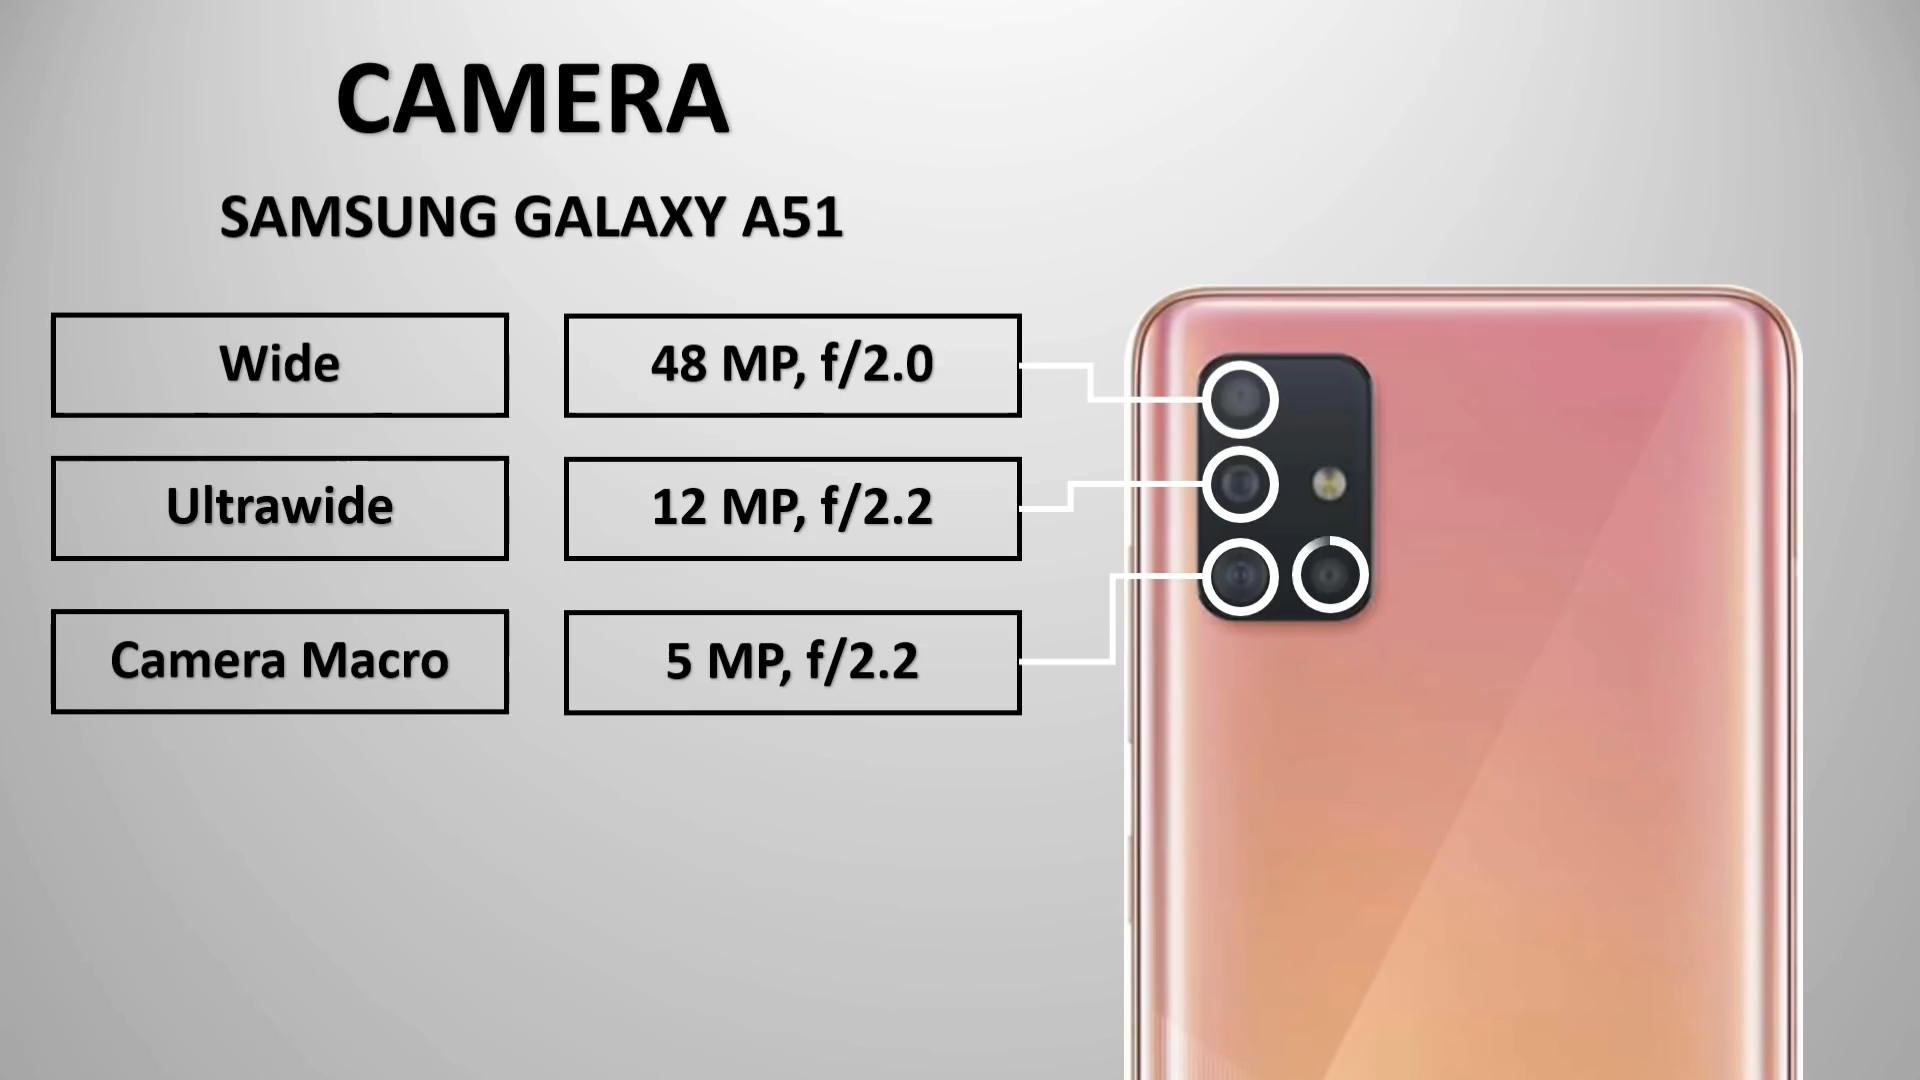 CAMERA
SAMSUNG GALAXY A51
Wide
48 MP, f/2.0
Ultrawide
12 MP, f/2.2
Camera Macro
5 MP, f/2.2